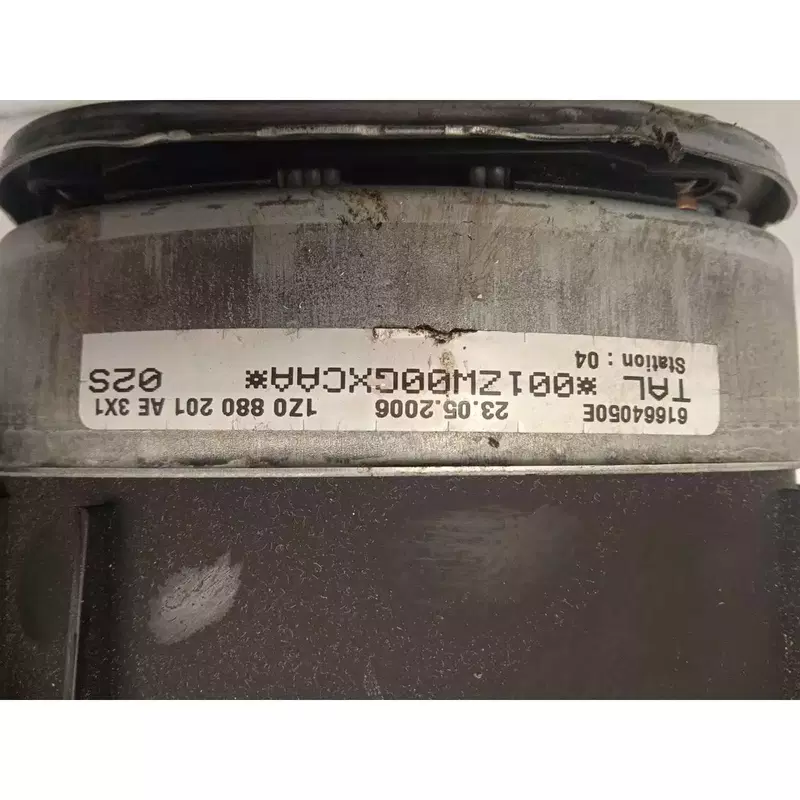 61664050E 23.05.2006 1Z0 880 201 AE 3X1
TAL *001ZW00GXCAA* 02S
Station : 04